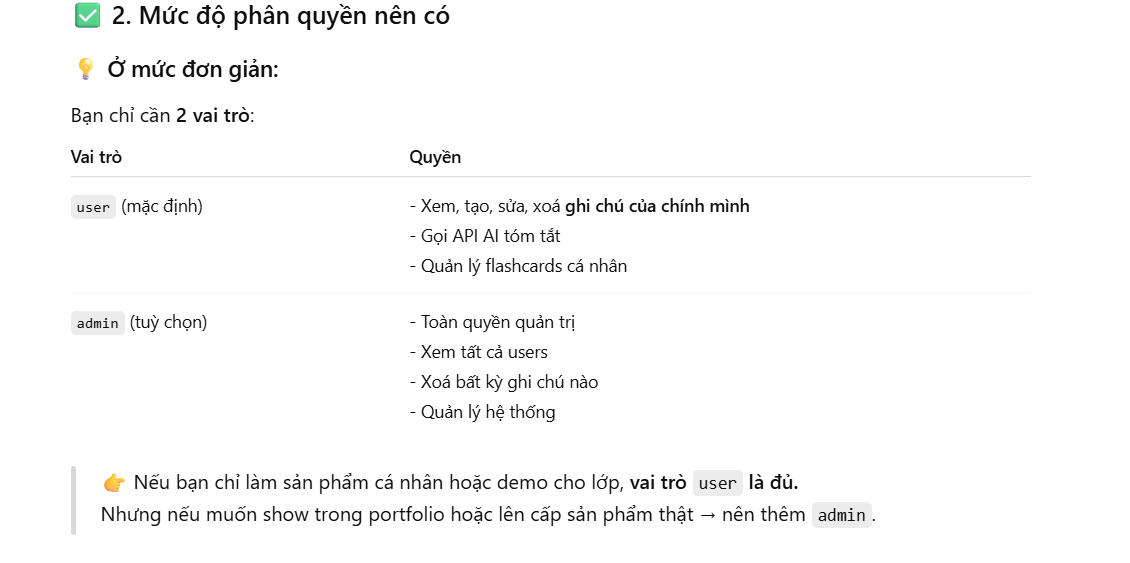 ✅ 2. Mức độ phân quyền nên có
💡 Ở mức đơn giản:
Bạn chỉ cần 2 vai trò:
Vai trò Quyền
user (mặc định) - Xem, tạo, sửa, xoá ghi chú của chính mình
- Gọi API AI tóm tắt
- Quản lý flashcards cá nhân
admin (tuỳ chọn) - Toàn quyền quản trị
- Xem tất cả users
- Xoá bất kỳ ghi chú nào
- Quản lý hệ thống
👉 Nếu bạn chỉ làm sản phẩm cá nhân hoặc demo cho lớp, vai trò user là đủ.
Nhưng nếu muốn show trong portfolio hoặc lên cấp sản phẩm thật → nên thêm admin.